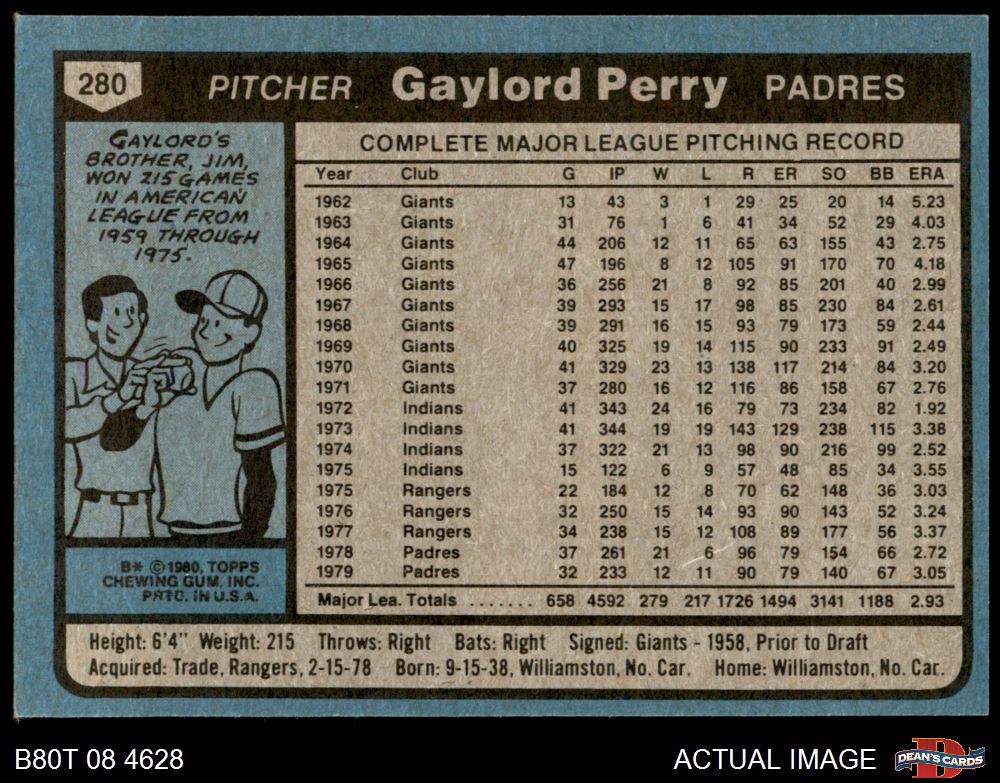 280 PITCHER Gaylord Perry PADRES
GAYLORD'S
BROTHER, JIM,
WON 215 GAMES
IN AMERICAN
LEAGUE FROM
1959 THROUGH
1975.
B* ©1980, TOPPS
CHEWING GUM, INC.
PRTD. IN U.S.A.
COMPLETE MAJOR LEAGUE PITCHING RECORD
Year Club G IP W L R ER SO BB ERA
1962 Giants 13 43 3 1 29 25 20 14 5.23
1963 Giants 31 76 1 6 41 34 52 29 4.03
1964 Giants 44 206 12 11 65 63 155 43 2.75
1965 Giants 47 196 8 12 105 91 170 70 4.18
1966 Giants 36 256 21 8 92 85 201 40 2.99
1967 Giants 39 293 15 17 98 85 230 84 2.61
1968 Giants 39 291 16 15 93 79 173 59 2.44
1969 Giants 40 325 19 14 115 90 233 91 2.49
1970 Giants 41 329 23 13 138 117 214 84 3.20
1971 Giants 37 280 16 12 116 86 158 67 2.76
1972 Indians 41 343 24 16 79 73 234 82 1.92
1973 Indians 41 344 19 19 143 129 238 115 3.38
1974 Indians 37 322 21 13 98 90 216 99 2.52
1975 Indians 15 122 6 9 57 48 85 34 3.55
1975 Rangers 22 184 12 8 70 62 148 36 3.03
1976 Rangers 32 250 15 14 93 90 143 52 3.24
1977 Rangers 34 238 15 12 108 89 177 56 3.37
1978 Padres 37 261 21 6 96 79 154 66 2.72
1979 Padres 32 233 12 11 90 79 140 67 3.05
Major Lea. Totals ....... 658 4592 279 217 1726 1494 3141 1188 2.93
Height: 6'4" Weight: 215 Throws: Right Bats: Right Signed: Giants - 1958, Prior to Draft
Acquired: Trade, Rangers, 2-15-78 Born: 9-15-38, Williamston, No. Car. Home: Williamston, No. Car.
B80T 08 4628 ACTUAL IMAGE D DEAN'S CARDS